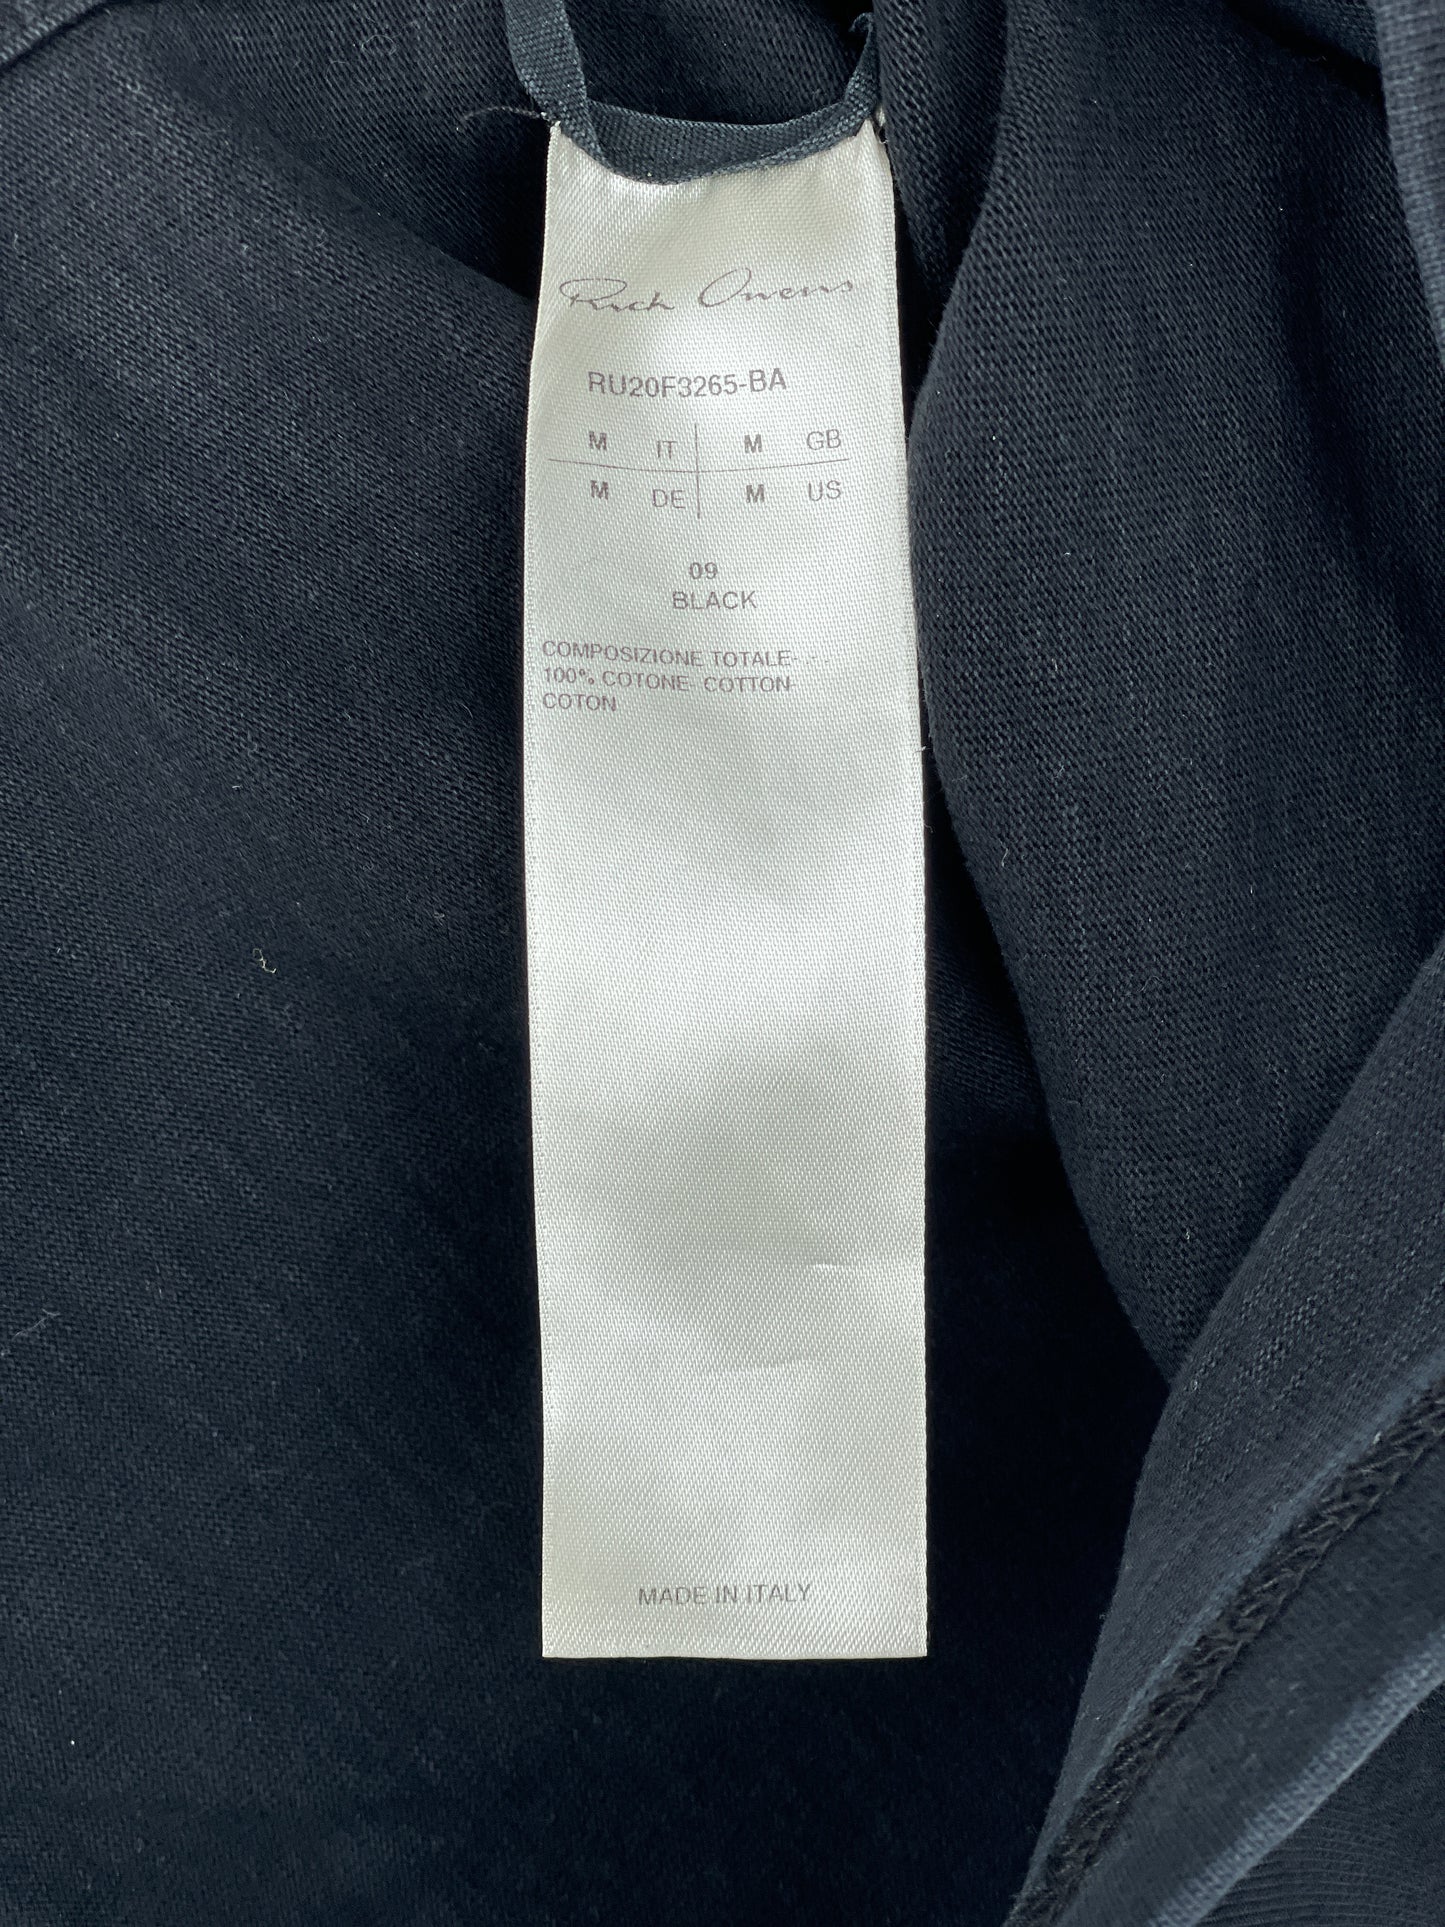 Rick Owens
RU20F3265-BA
M IT M GB
M DE M US
09
BLACK
COMPOSIZIONE TOTALE-
100% COTONE COTTON
COTON
MADE IN ITALY